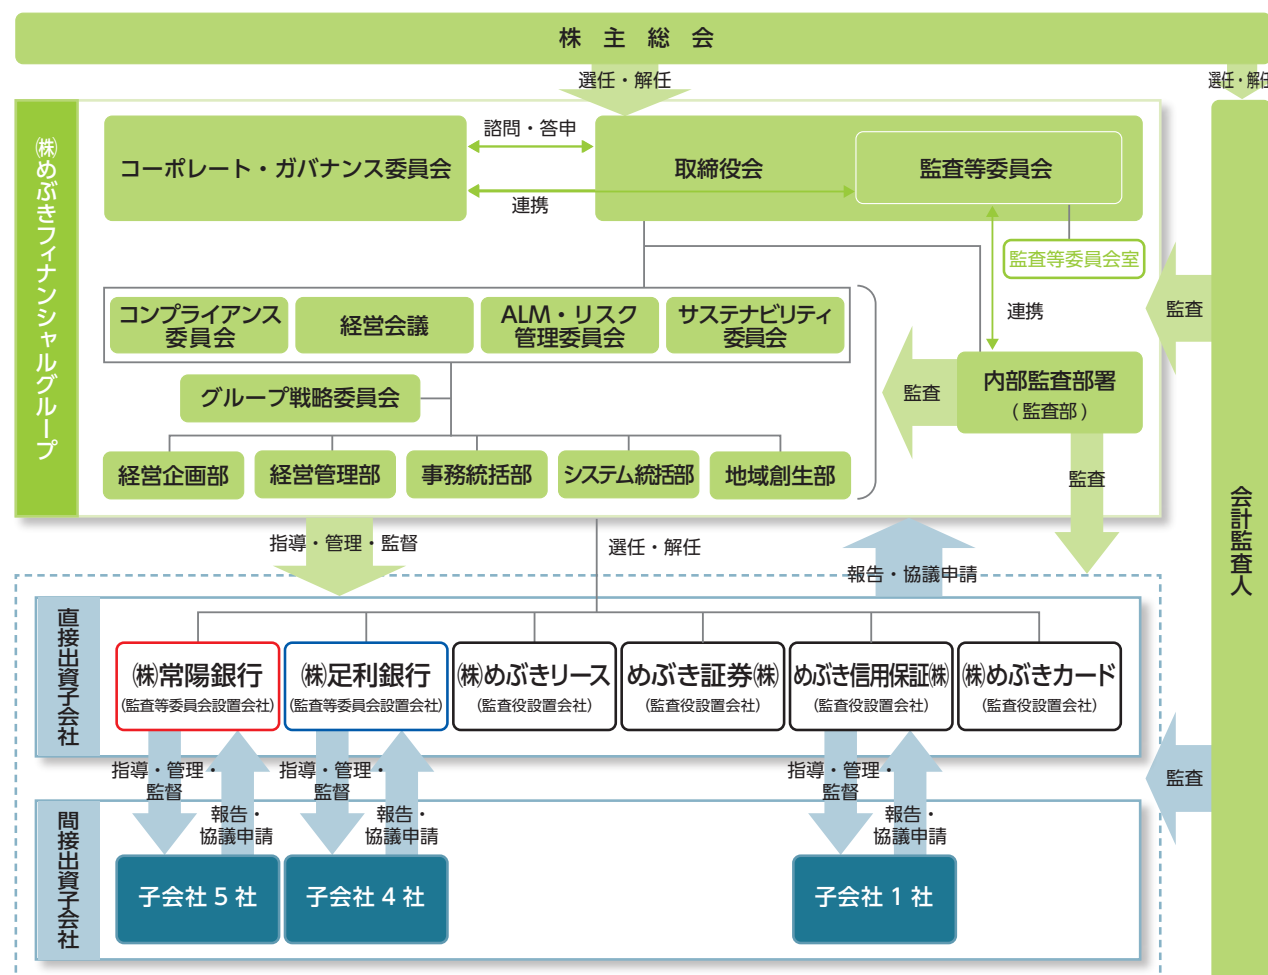 株主総会
選任・解任
選任・解任
㈱めぶきフィナンシャルグループ
コーポレート・ガバナンス委員会
諮問・答申
連携
取締役会
監査等委員会
監査等委員会室
連携
監査
コンプライアンス
委員会
経営会議
ALM・リスク
管理委員会
サステナビリティ
委員会
グループ戦略委員会
監査
内部監査部署
(監査部)
経営企画部
経営管理部
事務統括部
システム統括部
地域創生部
監査
会計監査人
指導・管理・監督
選任・解任
報告・協議申請
直接出資子会社
㈱常陽銀行
(監査等委員会設置会社)
㈱足利銀行
(監査等委員会設置会社)
㈱めぶきリース
(監査役設置会社)
めぶき証券㈱
(監査役設置会社)
めぶき信用保証㈱
(監査役設置会社)
㈱めぶきカード
(監査役設置会社)
指導・管理・
監督
報告・
協議申請
指導・管理・
監督
報告・
協議申請
指導・管理・
監督
報告・
協議申請
監査
間接出資子会社
子会社 5 社
子会社 4 社
子会社 1 社